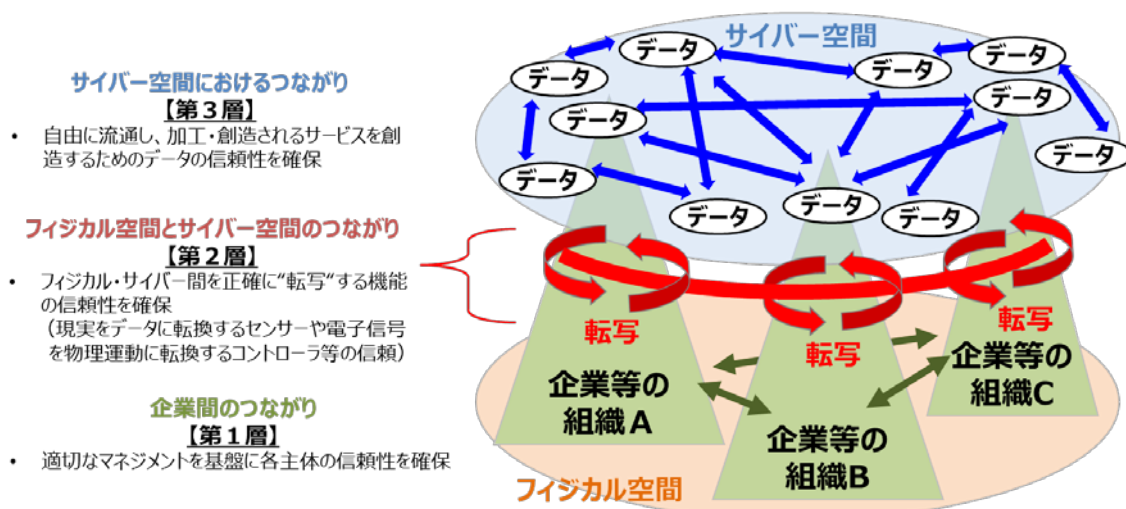 サイバー空間におけるつながり
【第３層】
• 自由に流通し、加工・創造されるサービスを創
造するためのデータの信頼性を確保
フィジカル空間とサイバー空間のつながり
【第２層】
• フィジカル・サイバー間を正確に“転写“する機能
の信頼性を確保
（現実をデータに転換するセンサーや電子信号
を物理運動に転換するコントローラ等の信頼）
企業間のつながり
【第１層】
• 適切なマネジメントを基盤に各主体の信頼性を確保
サイバー空間
データ
データ
データ
データ
データ
データ
データ
データ
データ
データ
データ
データ
転写
転写
転写
企業等の
組織A
企業等の
組織B
企業等の
組織C
フィジカル空間